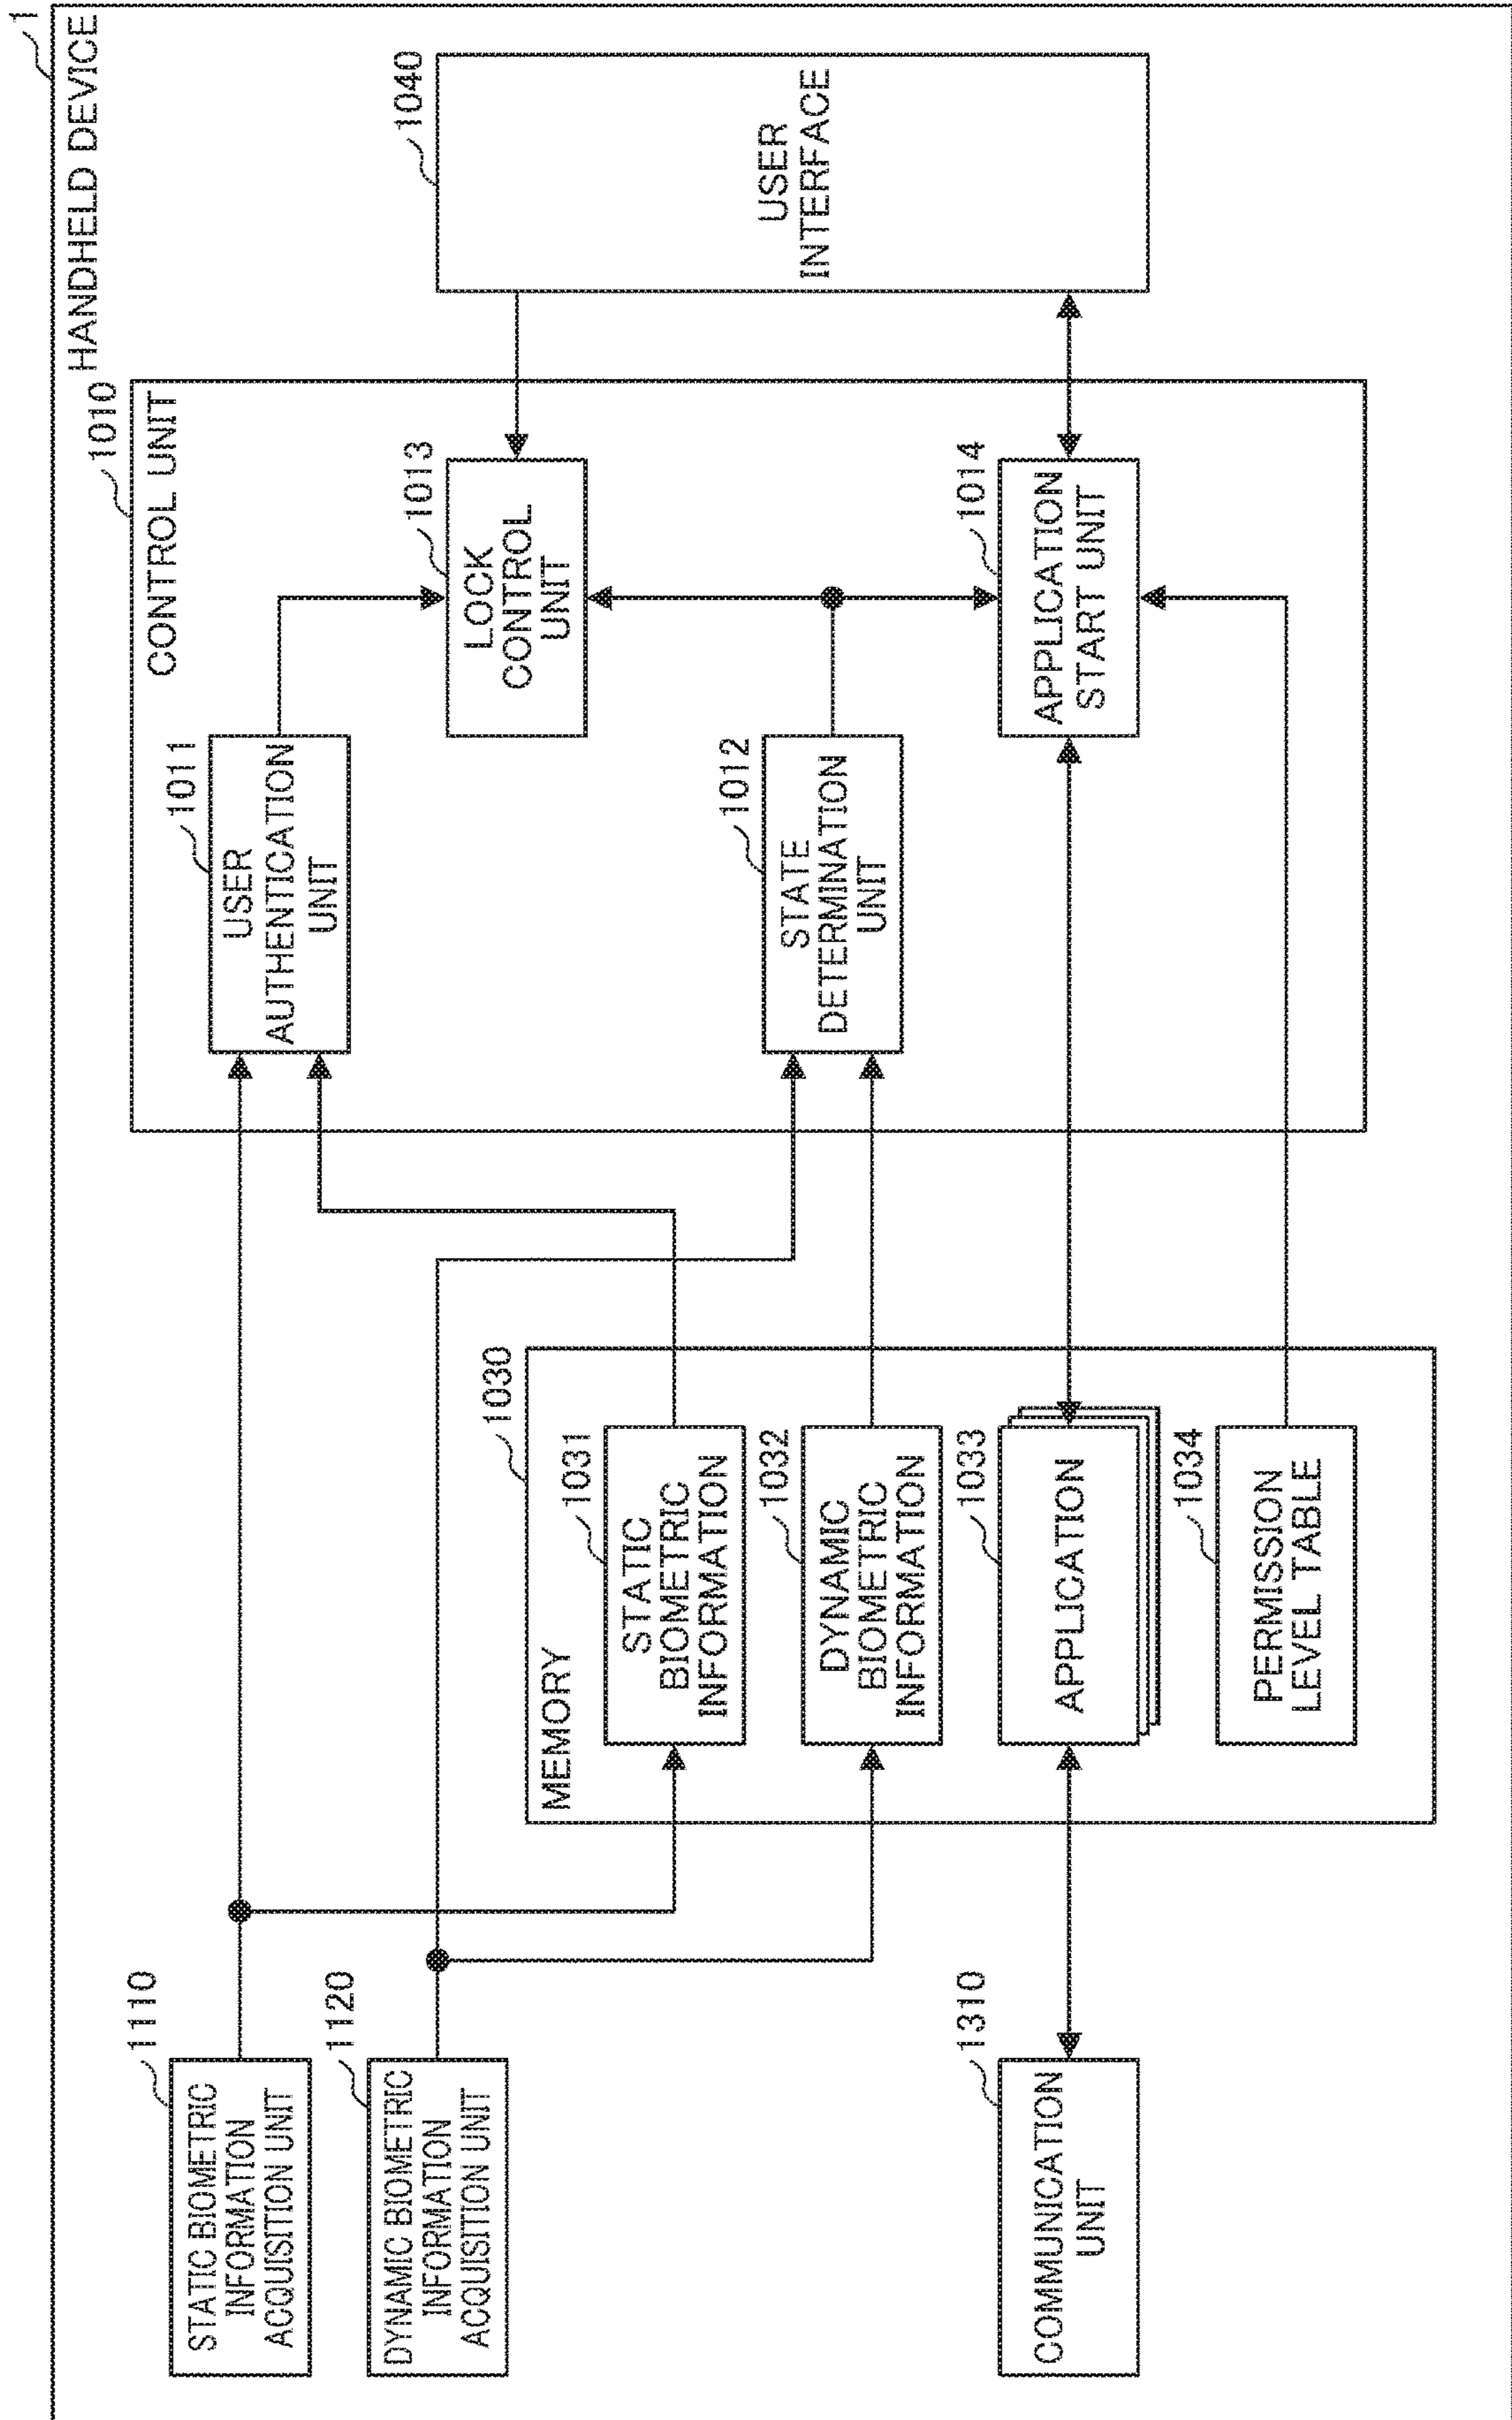 1
HANDHELD DEVICE
1110
STATIC BIOMETRIC
INFORMATION
ACQUISITION UNIT
1120
DYNAMIC BIOMETRIC
INFORMATION
ACQUISITION UNIT
1310
COMMUNICATION
UNIT
1030
MEMORY
1031
STATIC
BIOMETRIC
INFORMATION
1032
DYNAMIC
BIOMETRIC
INFORMATION
1033
APPLICATION
1034
PERMISSION
LEVEL TABLE
1010
CONTROL UNIT
1011
USER
AUTHENTICATION
UNIT
1012
STATE
DETERMINATION
UNIT
1013
LOCK
CONTROL
UNIT
1014
APPLICATION
START UNIT
1040
USER
INTERFACE